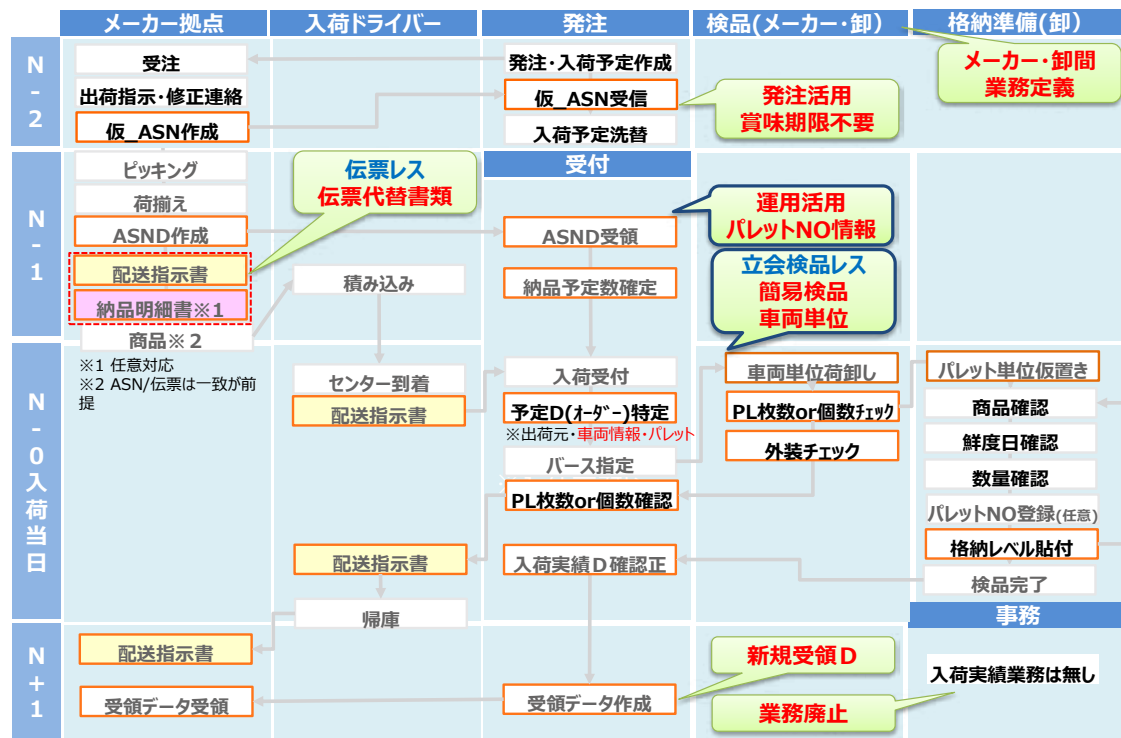 メーカー拠点
入荷ドライバー
発注
検品(メーカー・卸)
格納準備(卸)
N-2
受注
出荷指示・修正連絡
仮_ASN作成
発注・入荷予定作成
仮_ASN受信
入荷予定洗替
発注活用
賞味期限不要
メーカー・卸間
業務定義
N-1
ピッキング
荷揃え
ASND作成
配送指示書
納品明細書※1
商品※2
伝票レス
伝票代替書類
積み込み
受付
ASND受領
納品予定数確定
運用活用
パレットNO情報
立会検品レス
簡易検品
車両単位
N-0入荷当日
※1 任意対応
※2 ASN/伝票は一致が前
提
センター到着
配送指示書
入荷受付
予定D(オーダー)特定
※出荷元・車両情報・パレット
バース指定
PL枚数or個数確認
車両単位荷卸し
PL枚数or個数チェック
外装チェック
パレット単位仮置き
商品確認
鮮度日確認
数量確認
パレットNO登録(任意)
格納レベル貼付
検品完了
配送指示書
帰庫
入荷実績D確認正
事務
N+1
配送指示書
受領データ受領
受領データ作成
新規受領D
業務廃止
入荷実績業務は無し